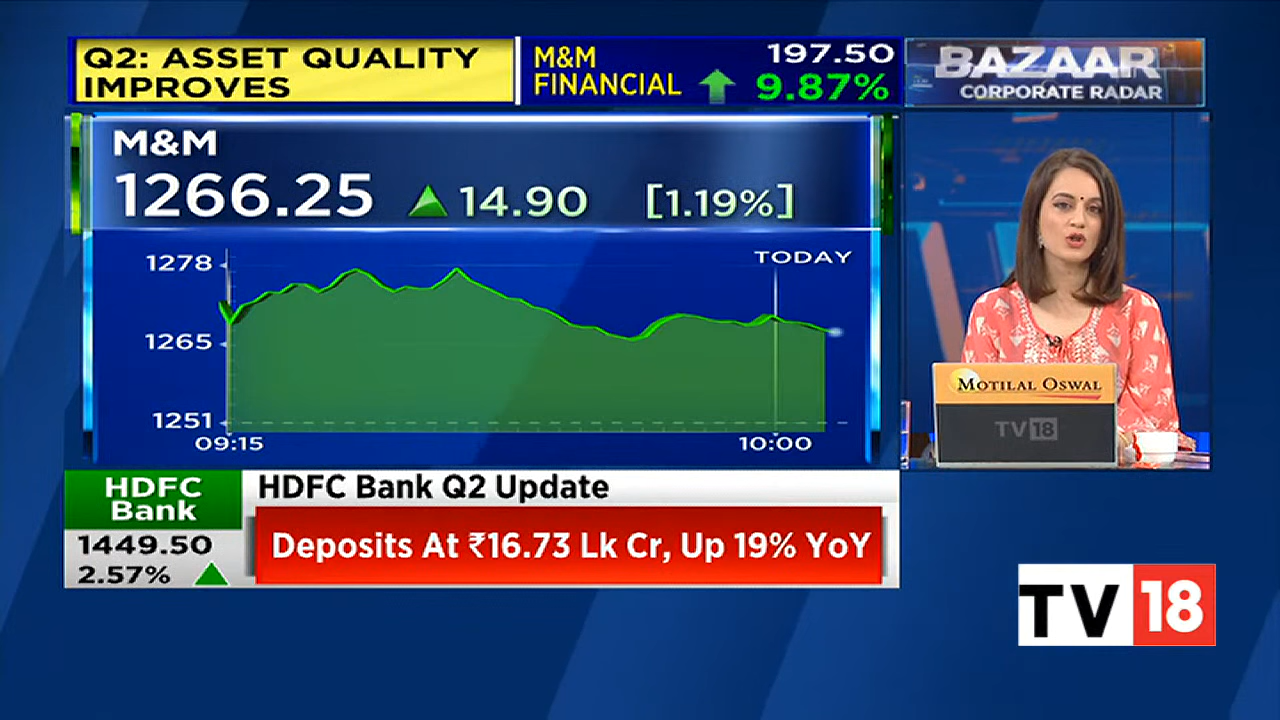 Q2: ASSET QUALITY
IMPROVES
M&M
FINANCIAL
197.50
9.87%
BAZAAR
CORPORATE RADAR
M&M
1266.25 14.90 [1.19%]
TODAY
1278
1265
1251
09:15 10:00
MOTILAL OSWAL
TV18
HDFC
Bank
1449.50
2.57%
HDFC Bank Q2 Update
Deposits At ₹16.73 Lk Cr, Up 19% YoY
TV18